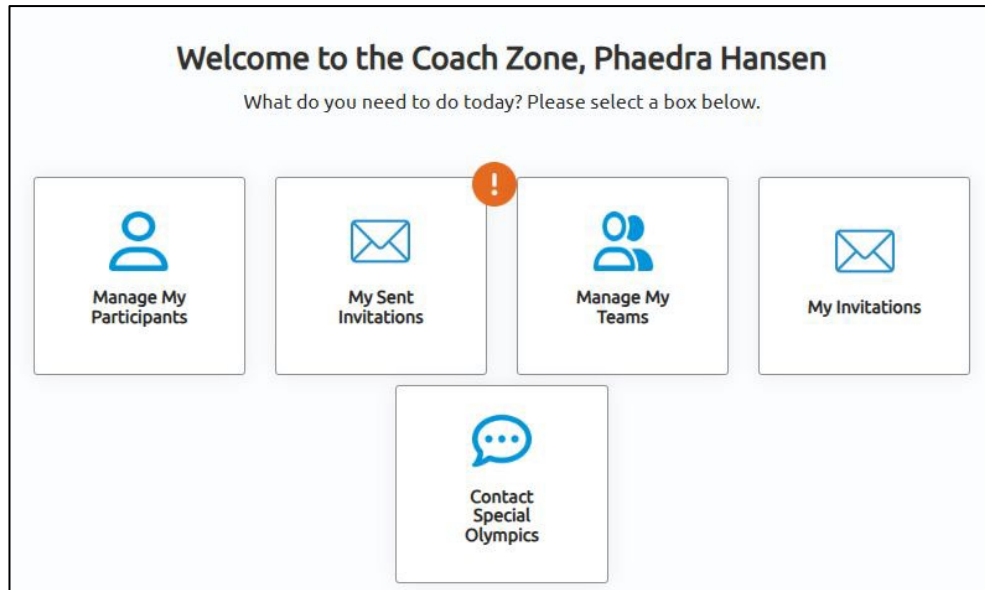 Welcome to the Coach Zone, Phaedra Hansen
What do you need to do today? Please select a box below.
!
Manage My
Participants
My Sent
Invitations
Manage My
Teams
My Invitations
Contact
Special
Olympics